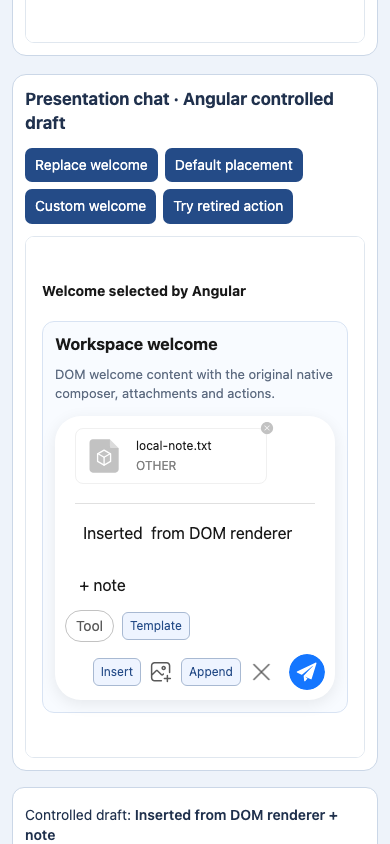 Presentation chat · Angular controlled
draft
Replace welcome
Default placement
Custom welcome
Try retired action
Welcome selected by Angular
Workspace welcome
DOM welcome content with the original native
composer, attachments and actions.
local-note.txt
OTHER
Inserted  from DOM renderer
+ note
Tool
Template
Insert
Append
Controlled draft: Inserted from DOM renderer +
note